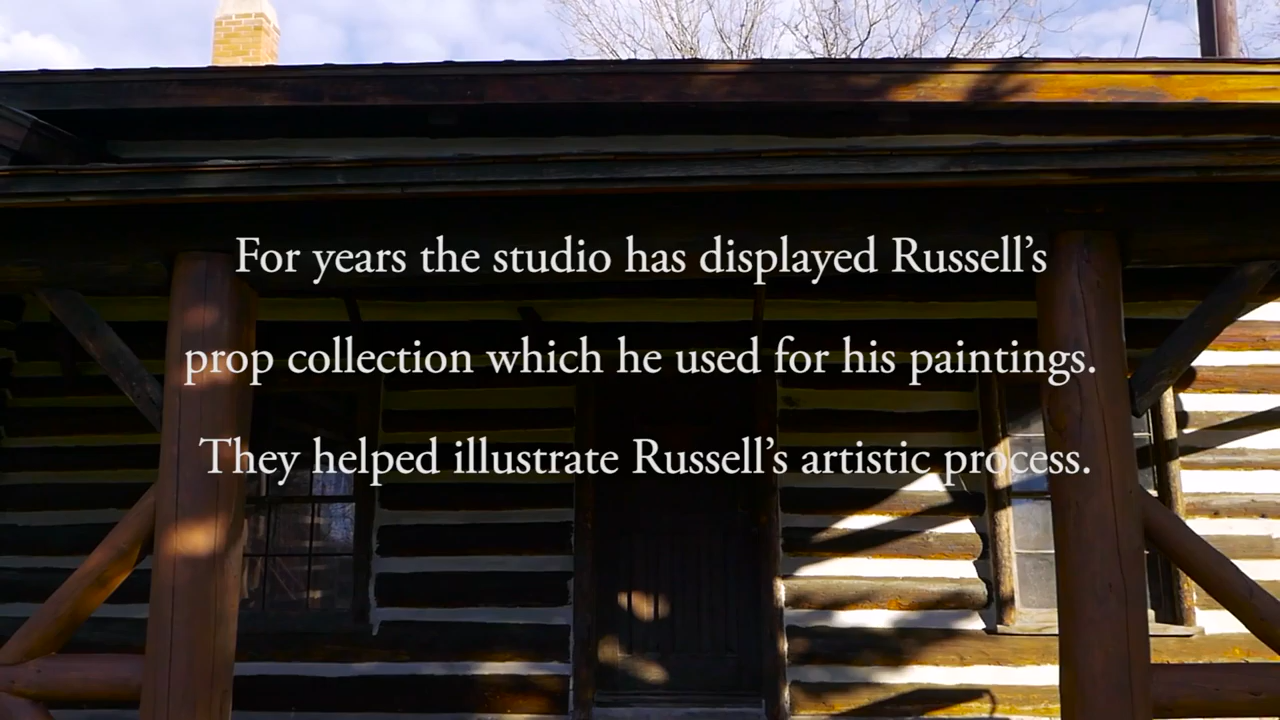 For years the studio has displayed Russell’s
prop collection which he used for his paintings.
They helped illustrate Russell’s artistic process.